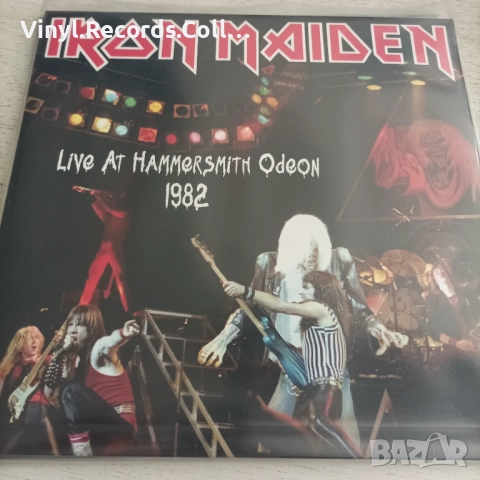 Vinyl.Records.Coll...
IRON MAIDEN
Live At Hammersmith Odeon
1982
BAZAR